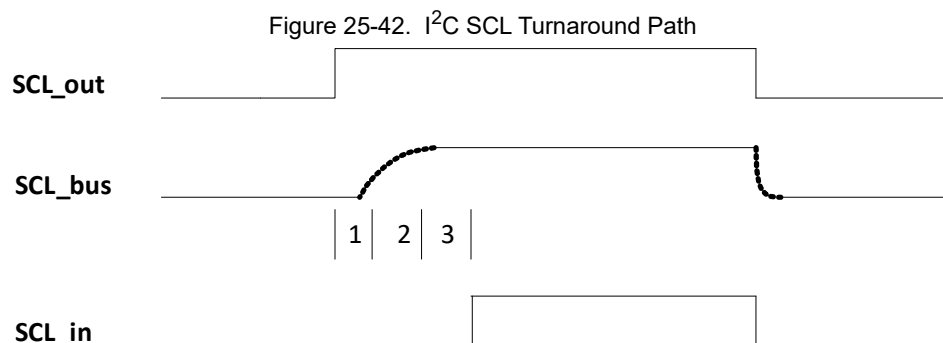 Figure 25-42. I²C SCL Turnaround Path
SCL_out
SCL_bus
1 2 3
SCL_in